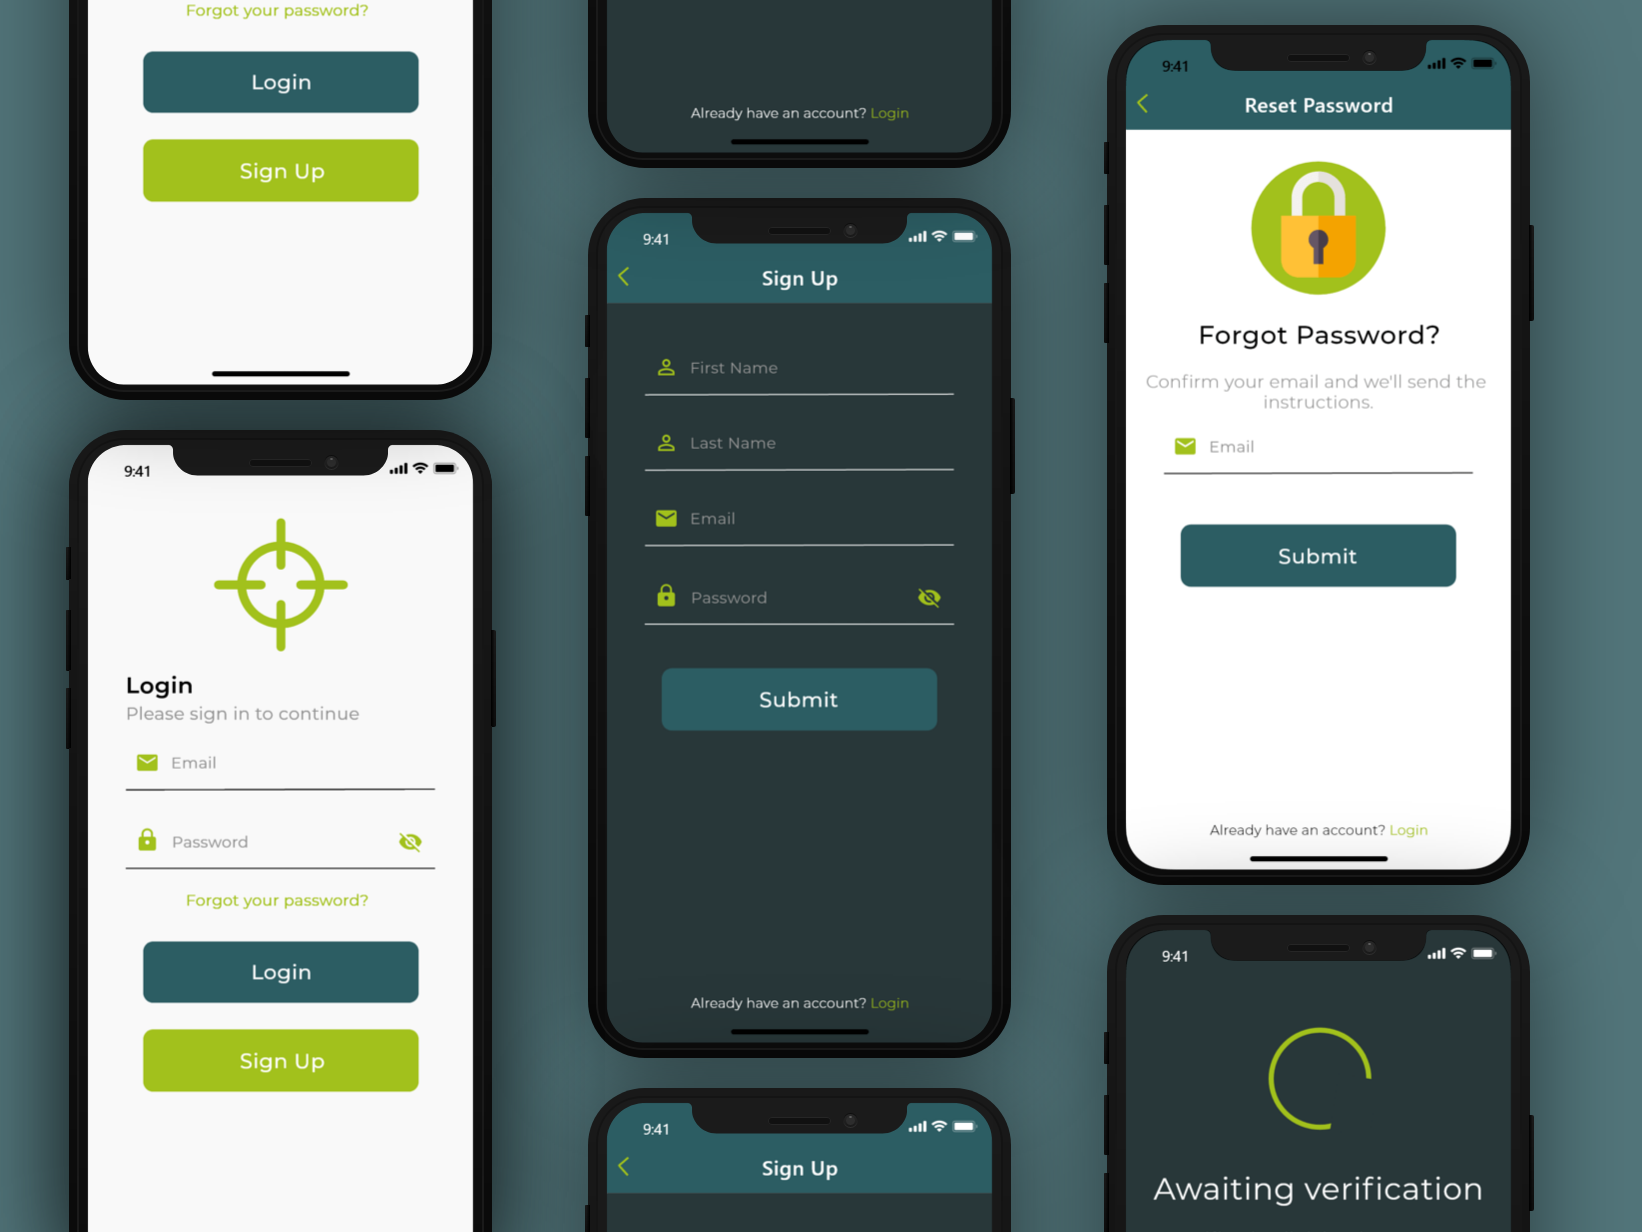 Forgot your password?
Login
Sign Up
9:41
Login
Please sign in to continue
Email
Password
Forgot your password?
Login
Sign Up
Already have an account? Login
9:41
Sign Up
First Name
Last Name
Email
Password
Submit
Already have an account? Login
9:41
Sign Up
9:41
Reset Password
Forgot Password?
Confirm your email and we'll send the
instructions.
Email
Submit
Already have an account? Login
9:41
Awaiting verification